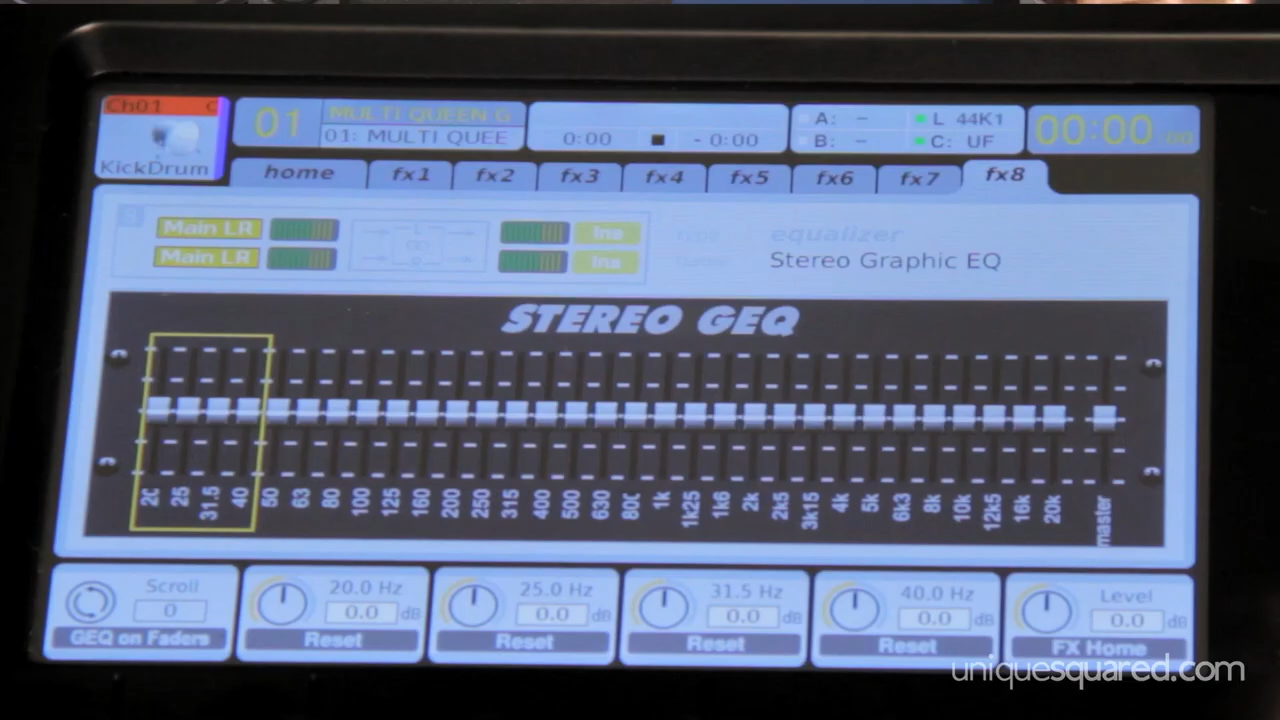 Ch01 C
KickDrum
01
MULTI QUEEN G
01: MULTI QUEE
0:00 - 0:00
A: - L 44K1
B: - C: UF
00:00
home fx1 fx2 fx3 fx4 fx5 fx6 fx7 fx8
Main LR Ins
Main LR Ins
equalizer
Stereo Graphic EQ
STEREO GEQ
20 25 31.5 40 50 63 80 100 125 160 200 250 315 400 500 630 800 1k 1k25 1k6 2k 2k5 3k15 4k 5k 6k3 8k 10k 12k5 16k 20k master
Scroll 20.0 Hz 25.0 Hz 31.5 Hz 40.0 Hz Level
0 0.0 dB 0.0 dB 0.0 dB 0.0 dB 0.0 dB
GEQ on Faders Reset Reset Reset Reset FX Home
uniquesquared.com